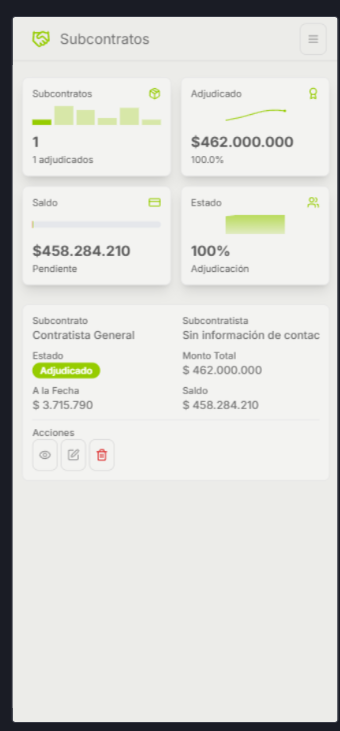 Subcontratos
Subcontratos
1
1 adjudicados
Adjudicado
$462.000.000
100.0%
Saldo
$458.284.210
Pendiente
Estado
100%
Adjudicación
Subcontrato
Contratista General
Subcontratista
Sin información de contac
Estado
Adjudicado
Monto Total
$ 462.000.000
A la Fecha
$ 3.715.790
Saldo
$ 458.284.210
Acciones